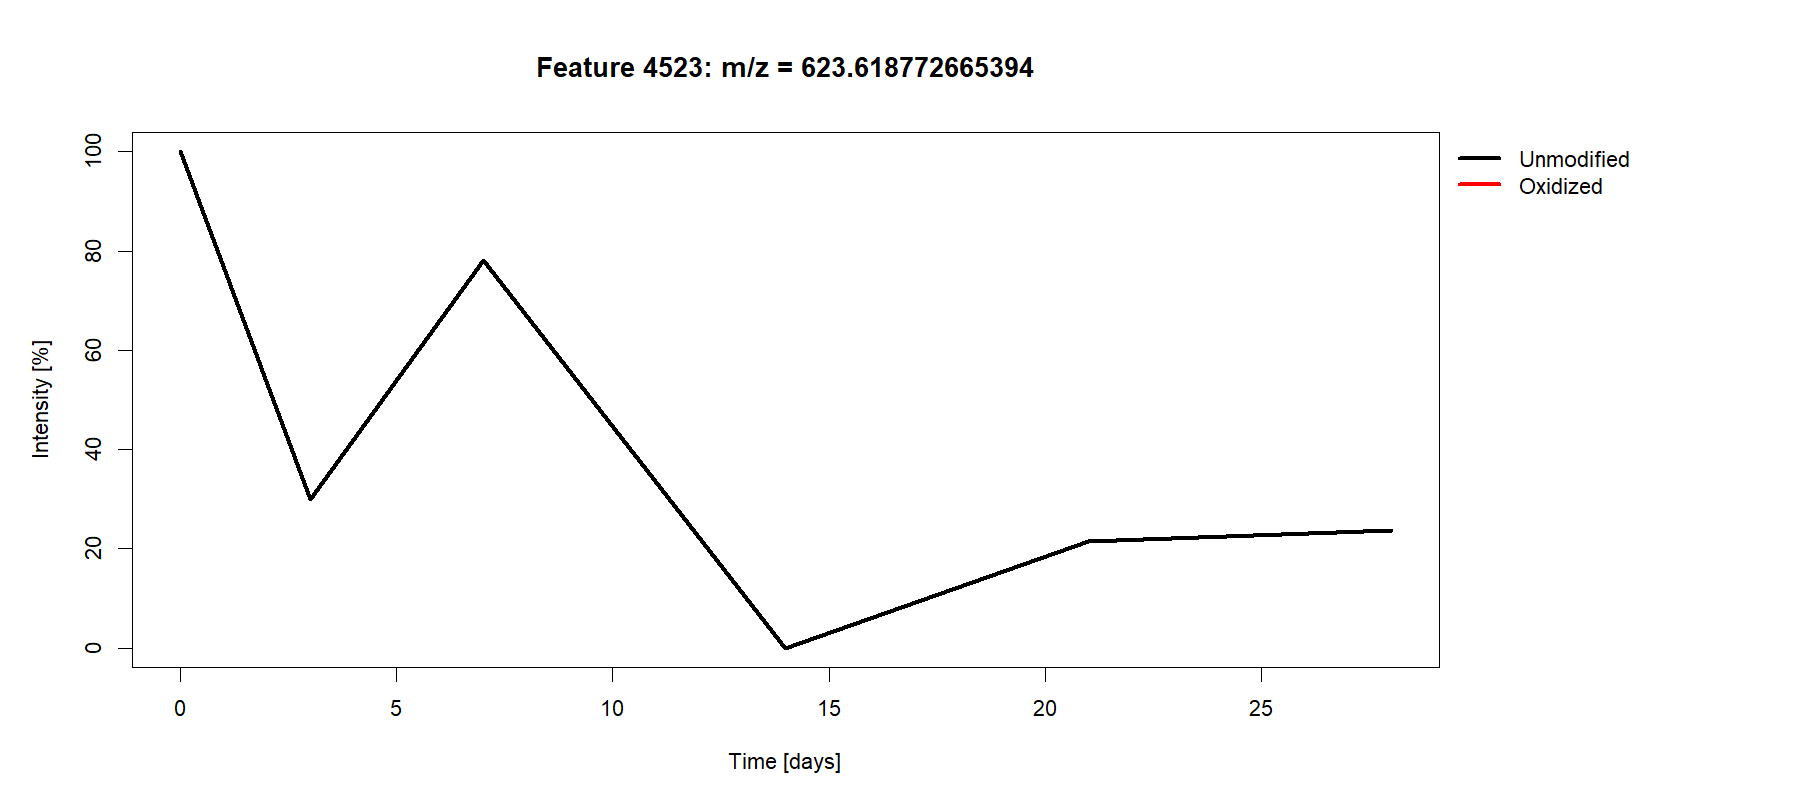 Feature 4523: m/z = 623.618772665394
Unmodified
Oxidized
Intensity [%]
100
80
60
40
20
0
0 5 10 15 20 25
Time [days]